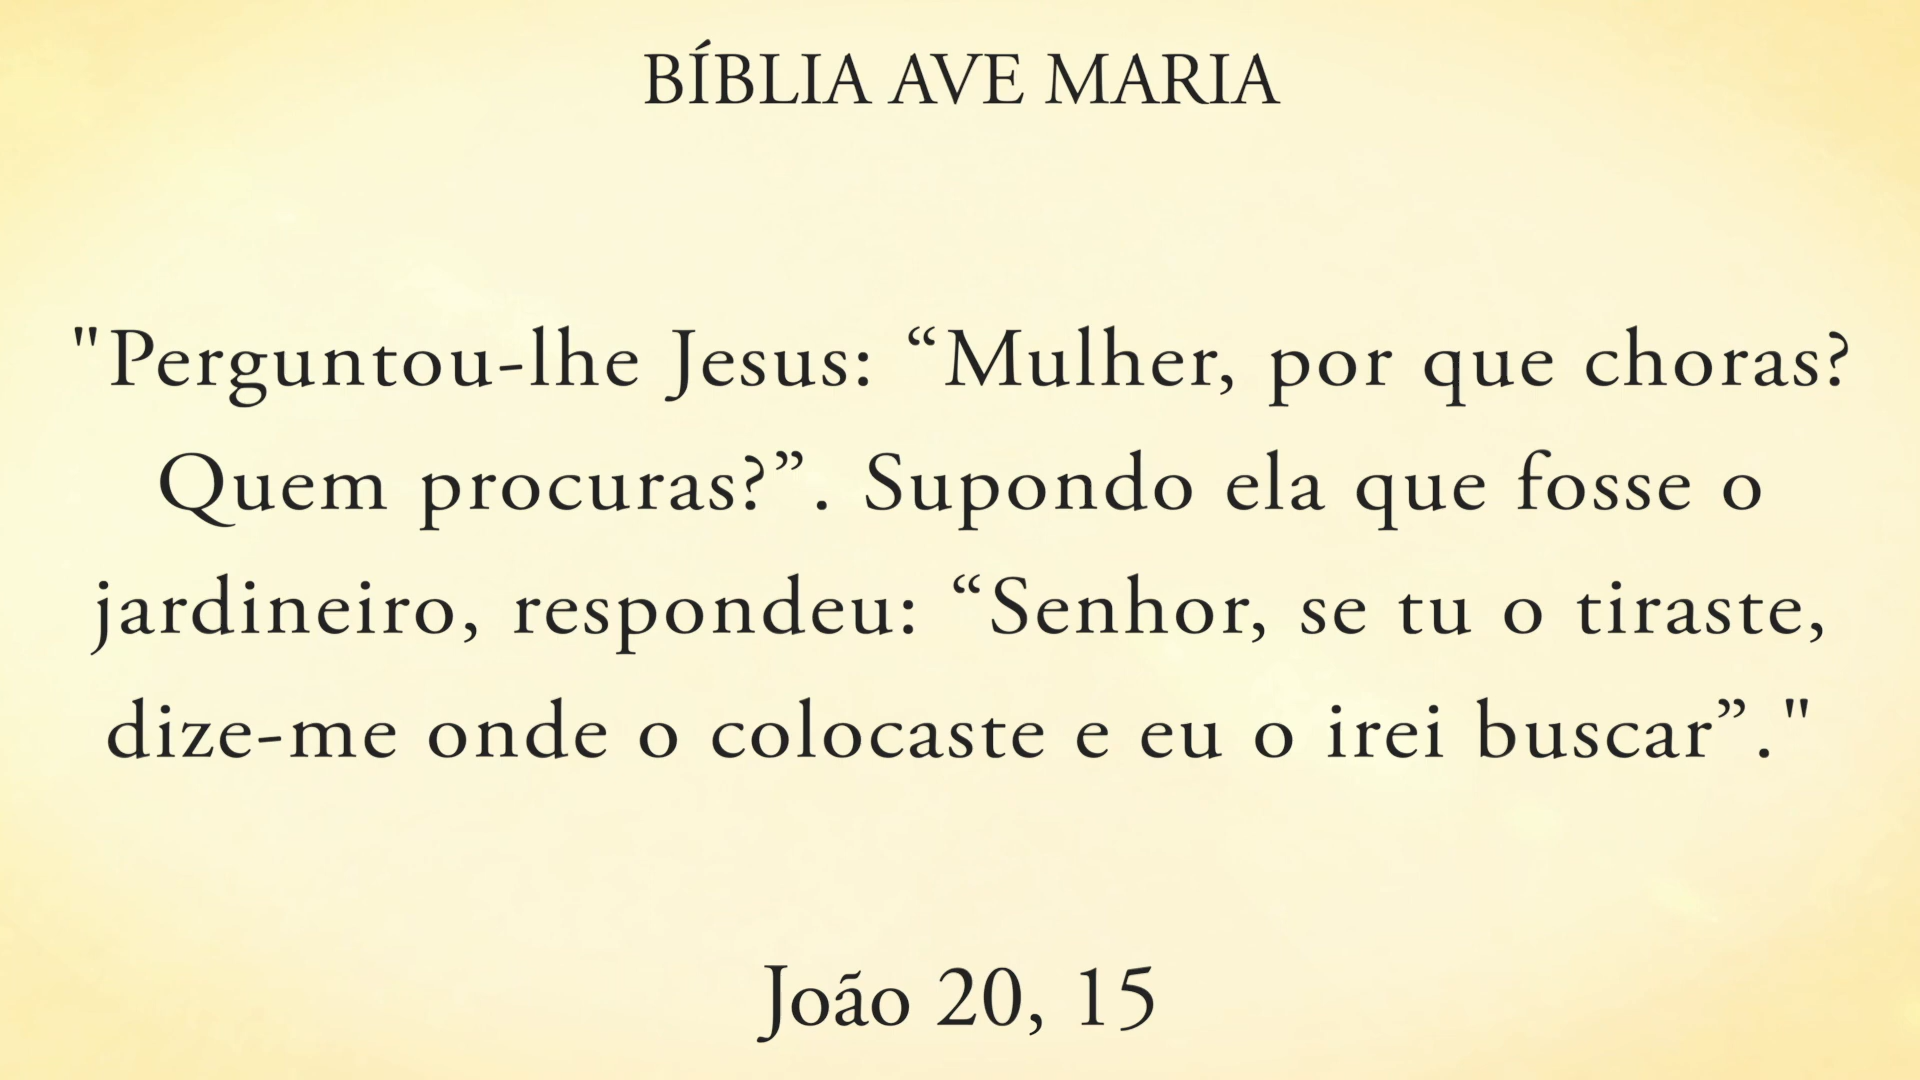 BÍBLIA AVE MARIA
"Perguntou-lhe Jesus: “Mulher, por que choras?
Quem procuras?”. Supondo ela que fosse o
jardineiro, respondeu: “Senhor, se tu o tiraste,
dize-me onde o colocaste e eu o irei buscar”."
João 20, 15